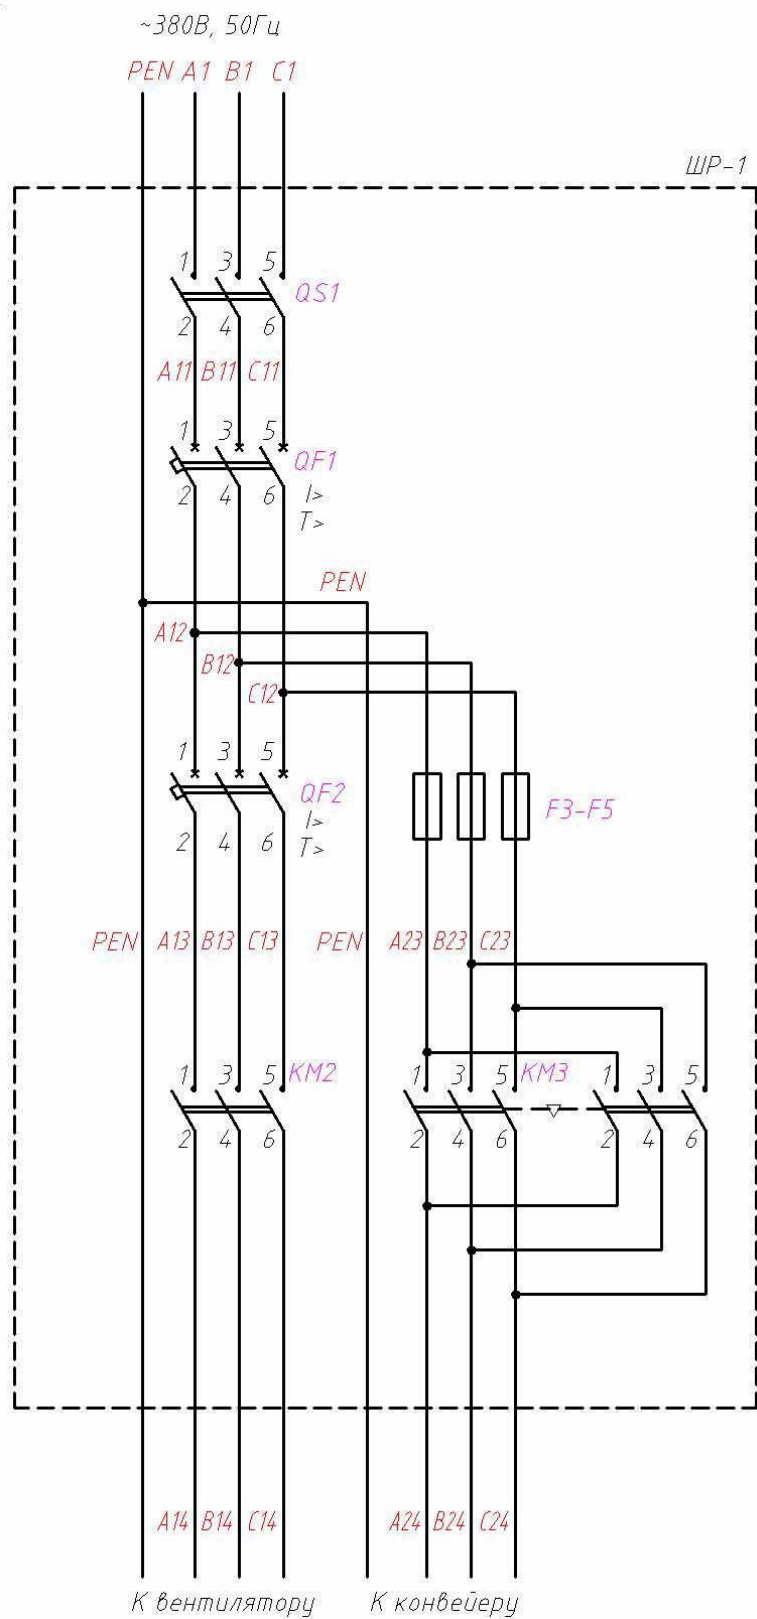 ~380В, 50Гц
PEN A1 B1 C1
ШР-1
1 3 5
QS1
2 4 6
A11 B11 C11
1 3 5
QF1
2 4 6 I>
T>
PEN
A12
B12
C12
1 3 5
QF2
F3-F5
I>
2 4 6 T>
PEN A13 B13 C13 PEN A23 B23 C23
1 3 5 KM2 1 3 5 KM3 1 3 5
2 4 6 2 4 6 2 4 6
A14 B14 C14 A24 B24 C24
К вентилятору К конвейеру